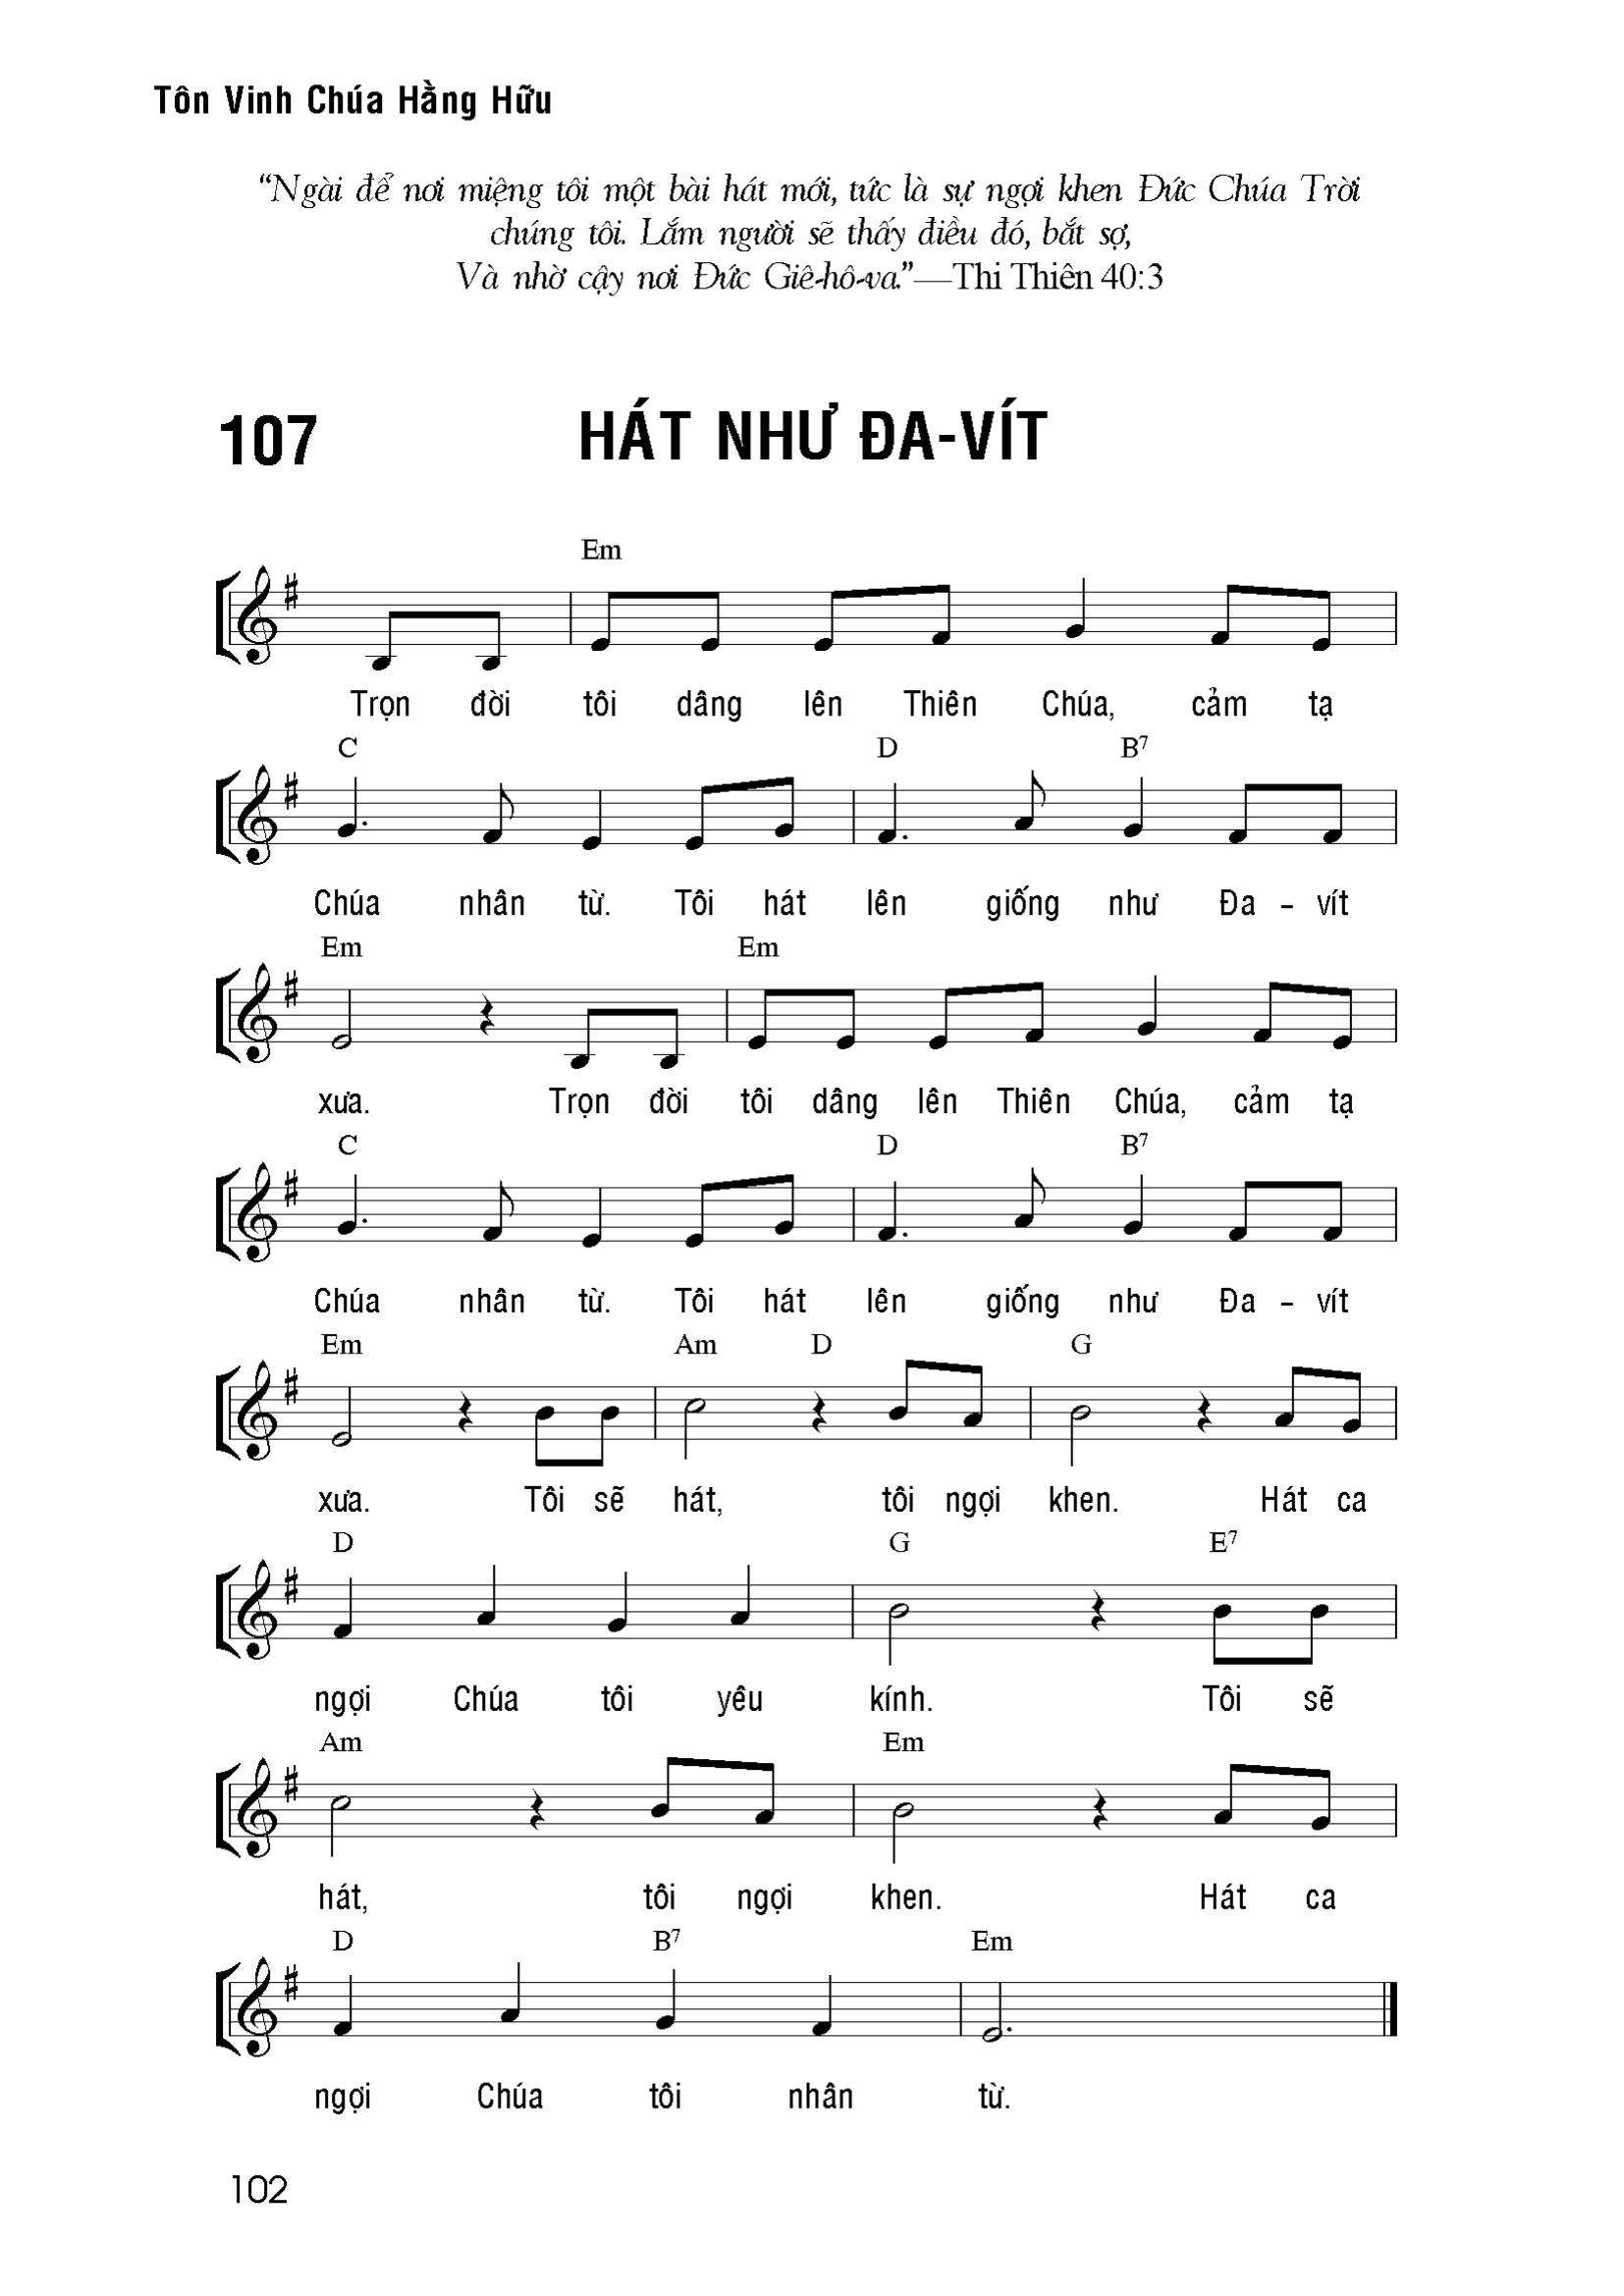 Tôn Vinh Chúa Hằng Hữu
“Ngài để nơi miệng tôi một bài hát mới, tức là sự ngợi khen Đức Chúa Trời
chúng tôi. Lắm người sẽ thấy điều đó, bắt sợ,
Và nhờ cậy nơi Đức Giê-hô-va.”—Thi Thiên 40:3
107 HÁT NHƯ ĐA-VÍT
Em
Trọn đời tôi dâng lên Thiên Chúa, cảm tạ
C D B7
Chúa nhân từ. Tôi hát lên giống như Đa – vít
Em Em
xưa. Trọn đời tôi dâng lên Thiên Chúa, cảm tạ
C D B7
Chúa nhân từ. Tôi hát lên giống như Đa – vít
Em Am D G
xưa. Tôi sẽ hát, tôi ngợi khen. Hát ca
D G E7
ngợi Chúa tôi yêu kính. Tôi sẽ
Am Em
hát, tôi ngợi khen. Hát ca
D B7 Em
ngợi Chúa tôi nhân từ.
102